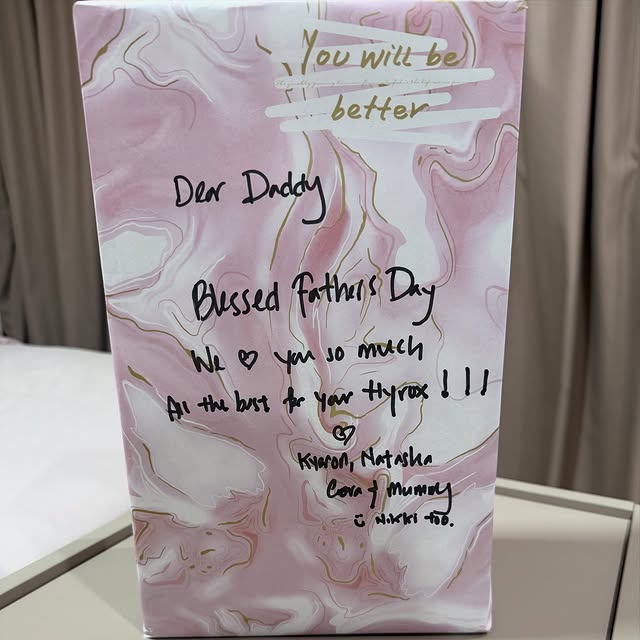 You will be
better
Dear Daddy
Blessed Father's Day
We ♡ you so much
All the best for your Hyrox!!!
♡
Kyaron, Natasha
Cora & Mummy
☺ Nikki too.